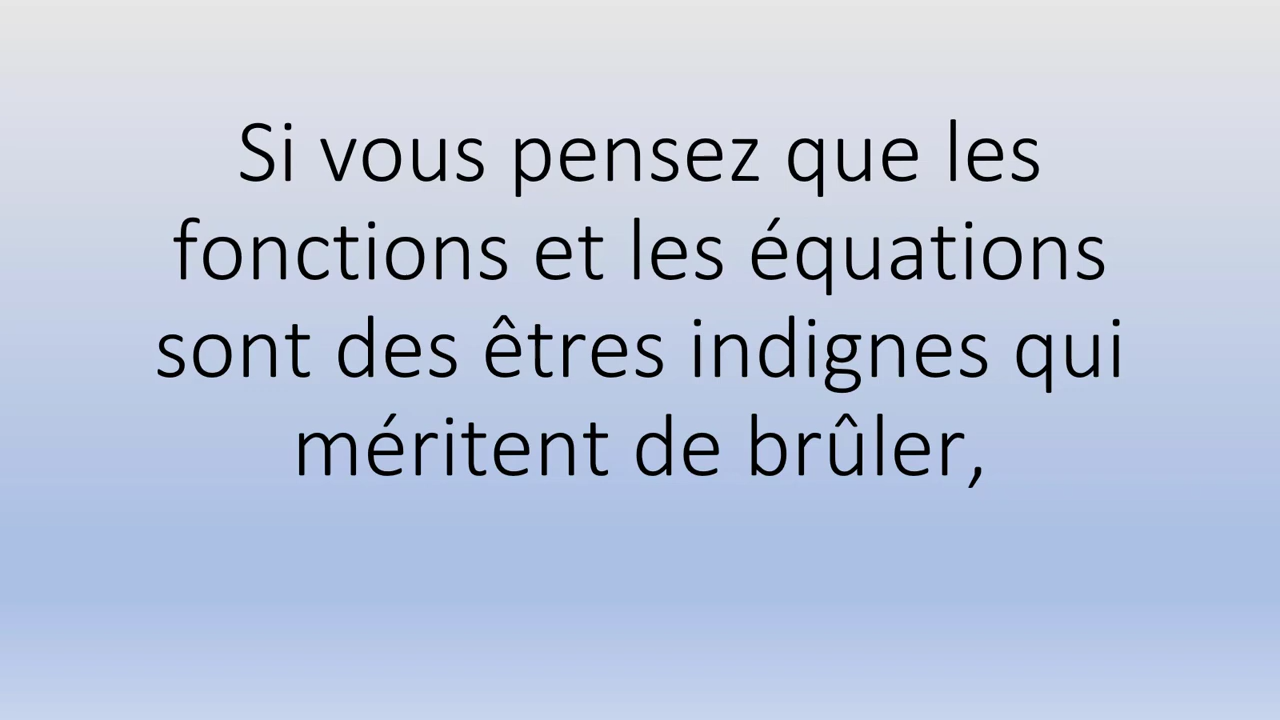 Si vous pensez que les
fonctions et les équations
sont des êtres indignes qui
méritent de brûler,